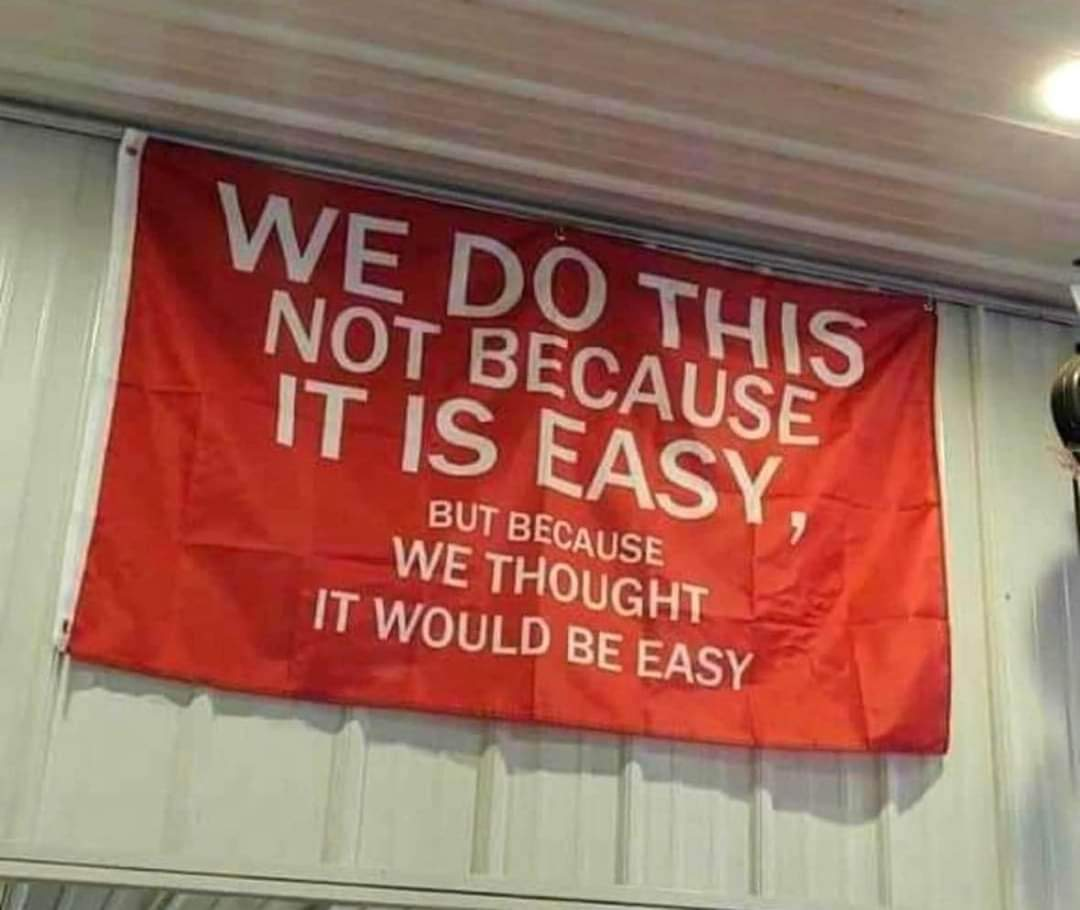 WE DO THIS
NOT BECAUSE
IT IS EASY,
BUT BECAUSE
WE THOUGHT
IT WOULD BE EASY